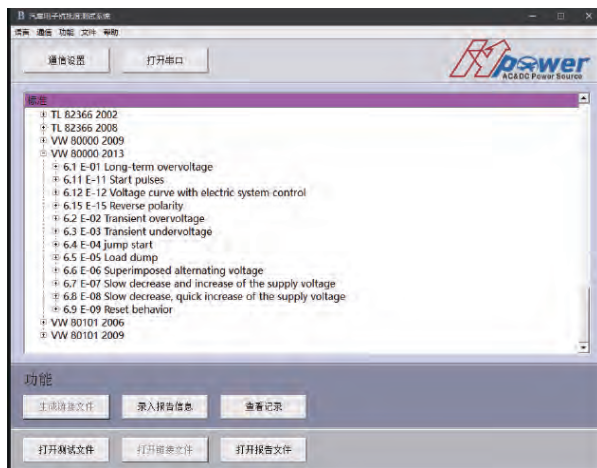 汽车电子抗扰度测试系统
语言 通信 功能 文件 帮助
通信设置 打开串口
power
AC&DC Power Source
标准
TL 82366 2002
TL 82366 2008
VW 80000 2009
VW 80000 2013
6.1 E-01 Long-term overvoltage
6.11 E-11 Start pulses
6.12 E-12 Voltage curve with electric system control
6.15 E-15 Reverse polarity
6.2 E-02 Transient overvoltage
6.3 E-03 Transient undervoltage
6.4 E-04 jump start
6.5 E-05 Load dump
6.6 E-06 Superimposed alternating voltage
6.7 E-07 Slow decrease and increase of the supply voltage
6.8 E-08 Slow decrease, quick increase of the supply voltage
6.9 E-09 Reset behavior
VW 80101 2006
VW 80101 2009
功能
录入报告信息 查看记录
打开测试文件 打开报告文件